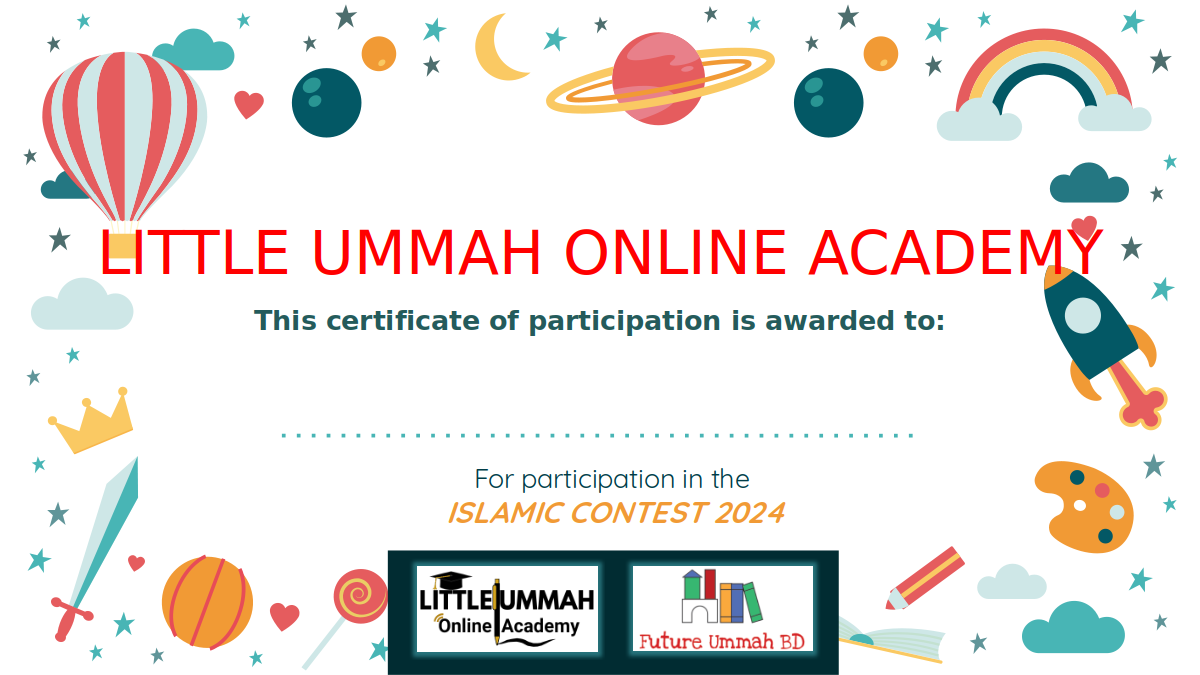 LITTLE UMMAH ONLINE ACADEMY
This certificate of participation is awarded to:
For participation in the
ISLAMIC CONTEST 2024
LITTLE UMMAH
Online Academy
Future Ummah BD